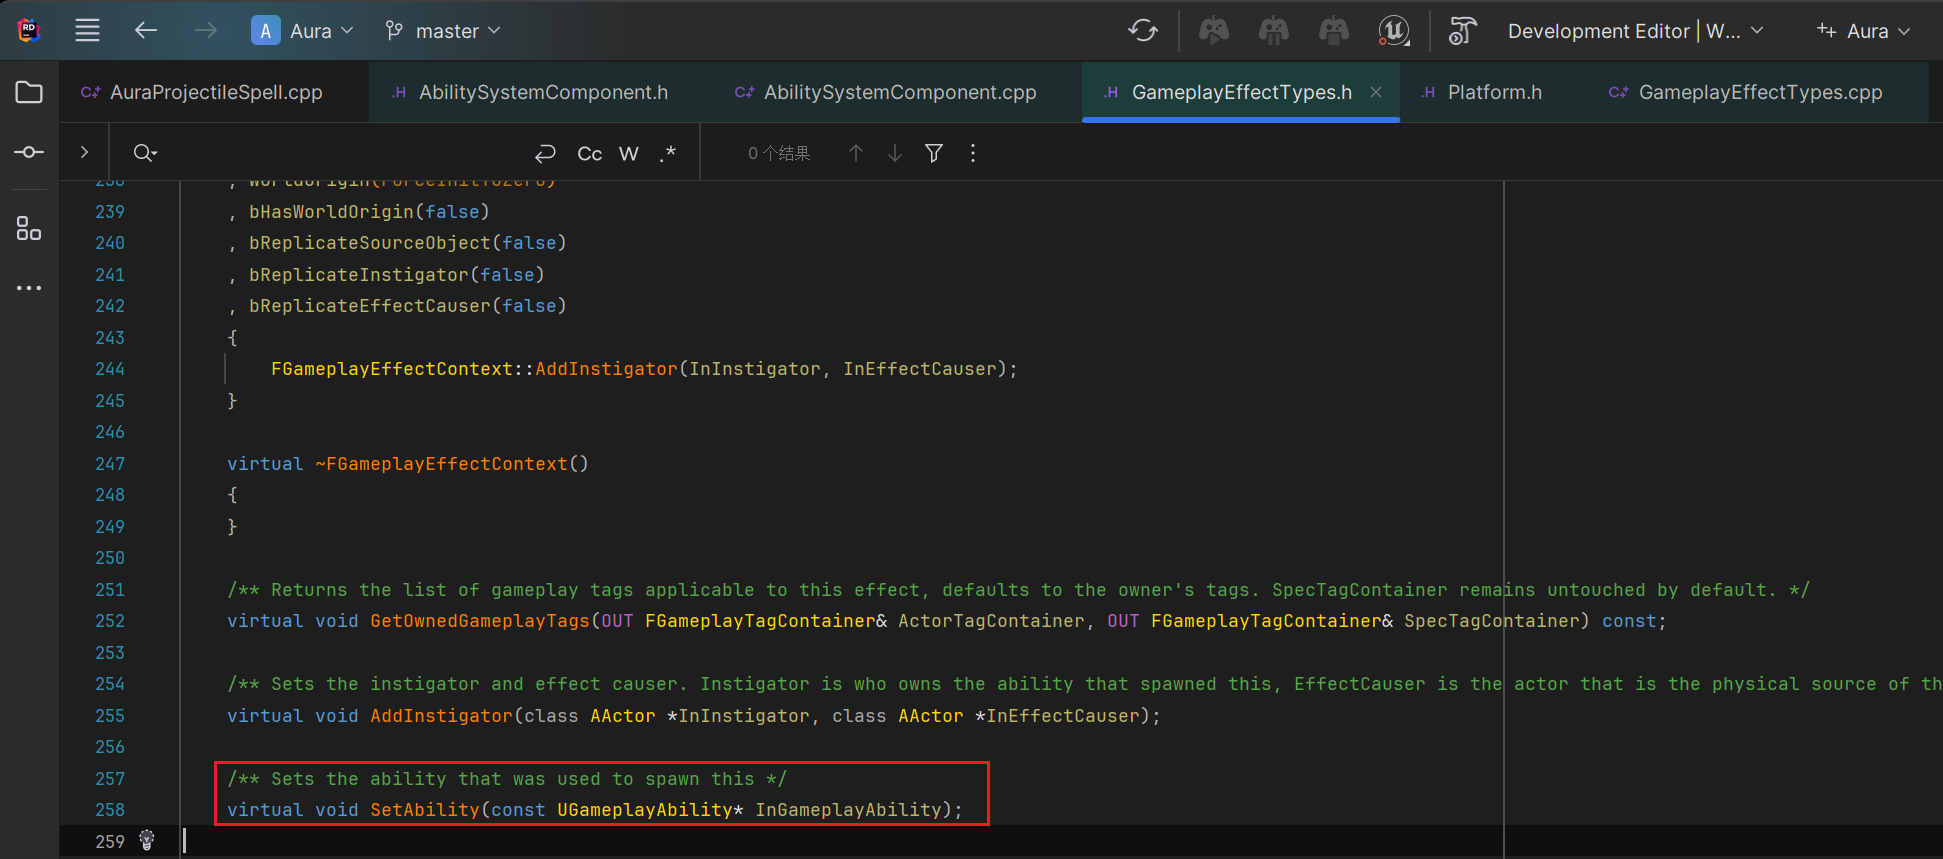 RD
A Aura master Development Editor | W... Aura
C+ AuraProjectileSpell.cpp .H AbilitySystemComponent.h C+ AbilitySystemComponent.cpp .H GameplayEffectTypes.h .H Platform.h C+ GameplayEffectTypes.cpp
Cc W .* 0 个结果
238 , WorldOrigin(ForceInitToZero)
239 , bHasWorldOrigin(false)
240 , bReplicateSourceObject(false)
241 , bReplicateInstigator(false)
242 , bReplicateEffectCauser(false)
243 {
244 FGameplayEffectContext::AddInstigator(InInstigator, InEffectCauser);
245 }
246
247 virtual ~FGameplayEffectContext()
248 {
249 }
250
251 /** Returns the list of gameplay tags applicable to this effect, defaults to the owner's tags. SpecTagContainer remains untouched by default. */
252 virtual void GetOwnedGameplayTags(OUT FGameplayTagContainer& ActorTagContainer, OUT FGameplayTagContainer& SpecTagContainer) const;
253
254 /** Sets the instigator and effect causer. Instigator is who owns the ability that spawned this, EffectCauser is the actor that is the physical source of th
255 virtual void AddInstigator(class AActor *InInstigator, class AActor *InEffectCauser);
256
257 /** Sets the ability that was used to spawn this */
258 virtual void SetAbility(const UGameplayAbility* InGameplayAbility);
259